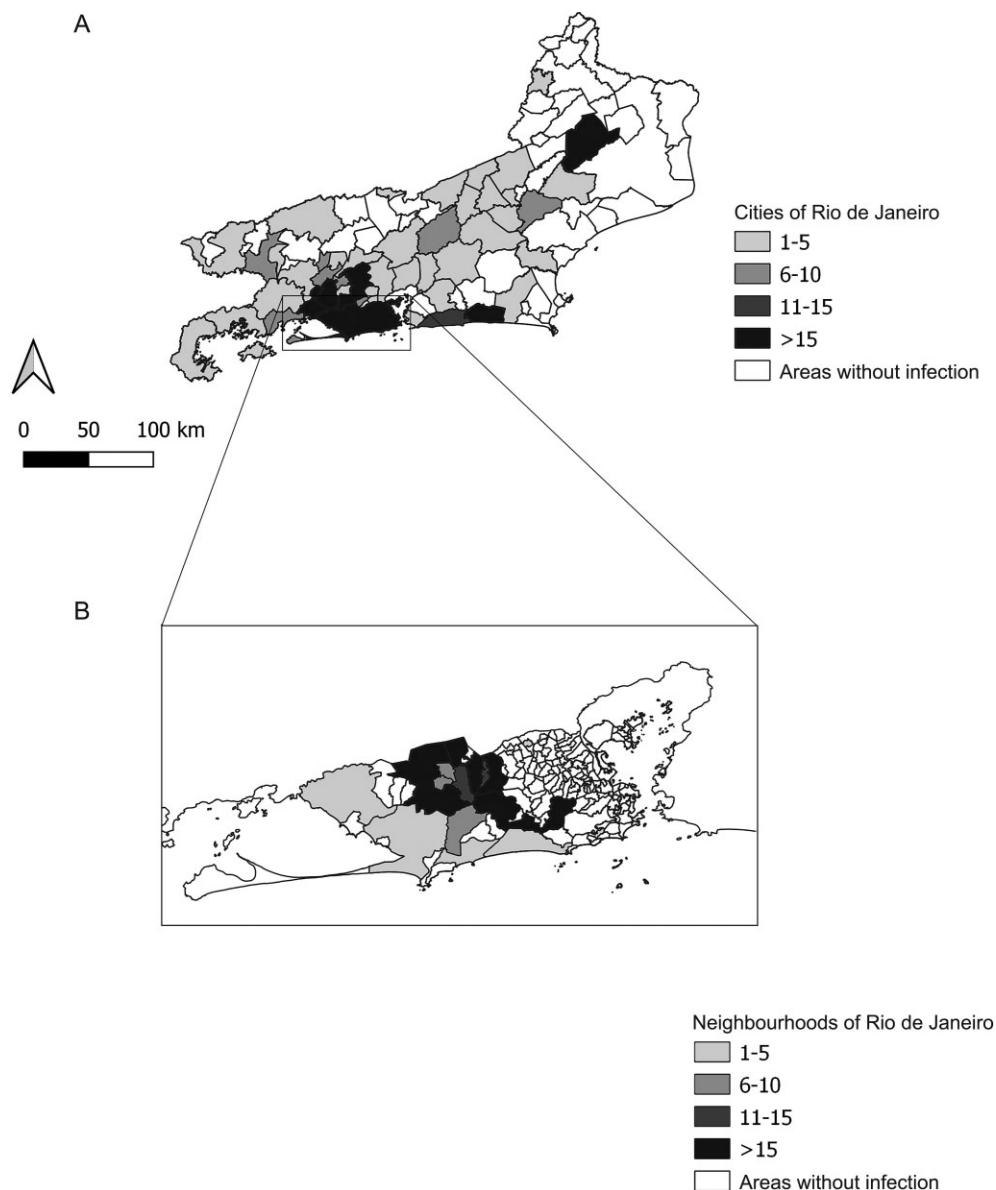 A
Cities of Rio de Janeiro
1-5
6-10
11-15
>15
Areas without infection
0 50 100 km
B
Neighbourhoods of Rio de Janeiro
1-5
6-10
11-15
>15
Areas without infection